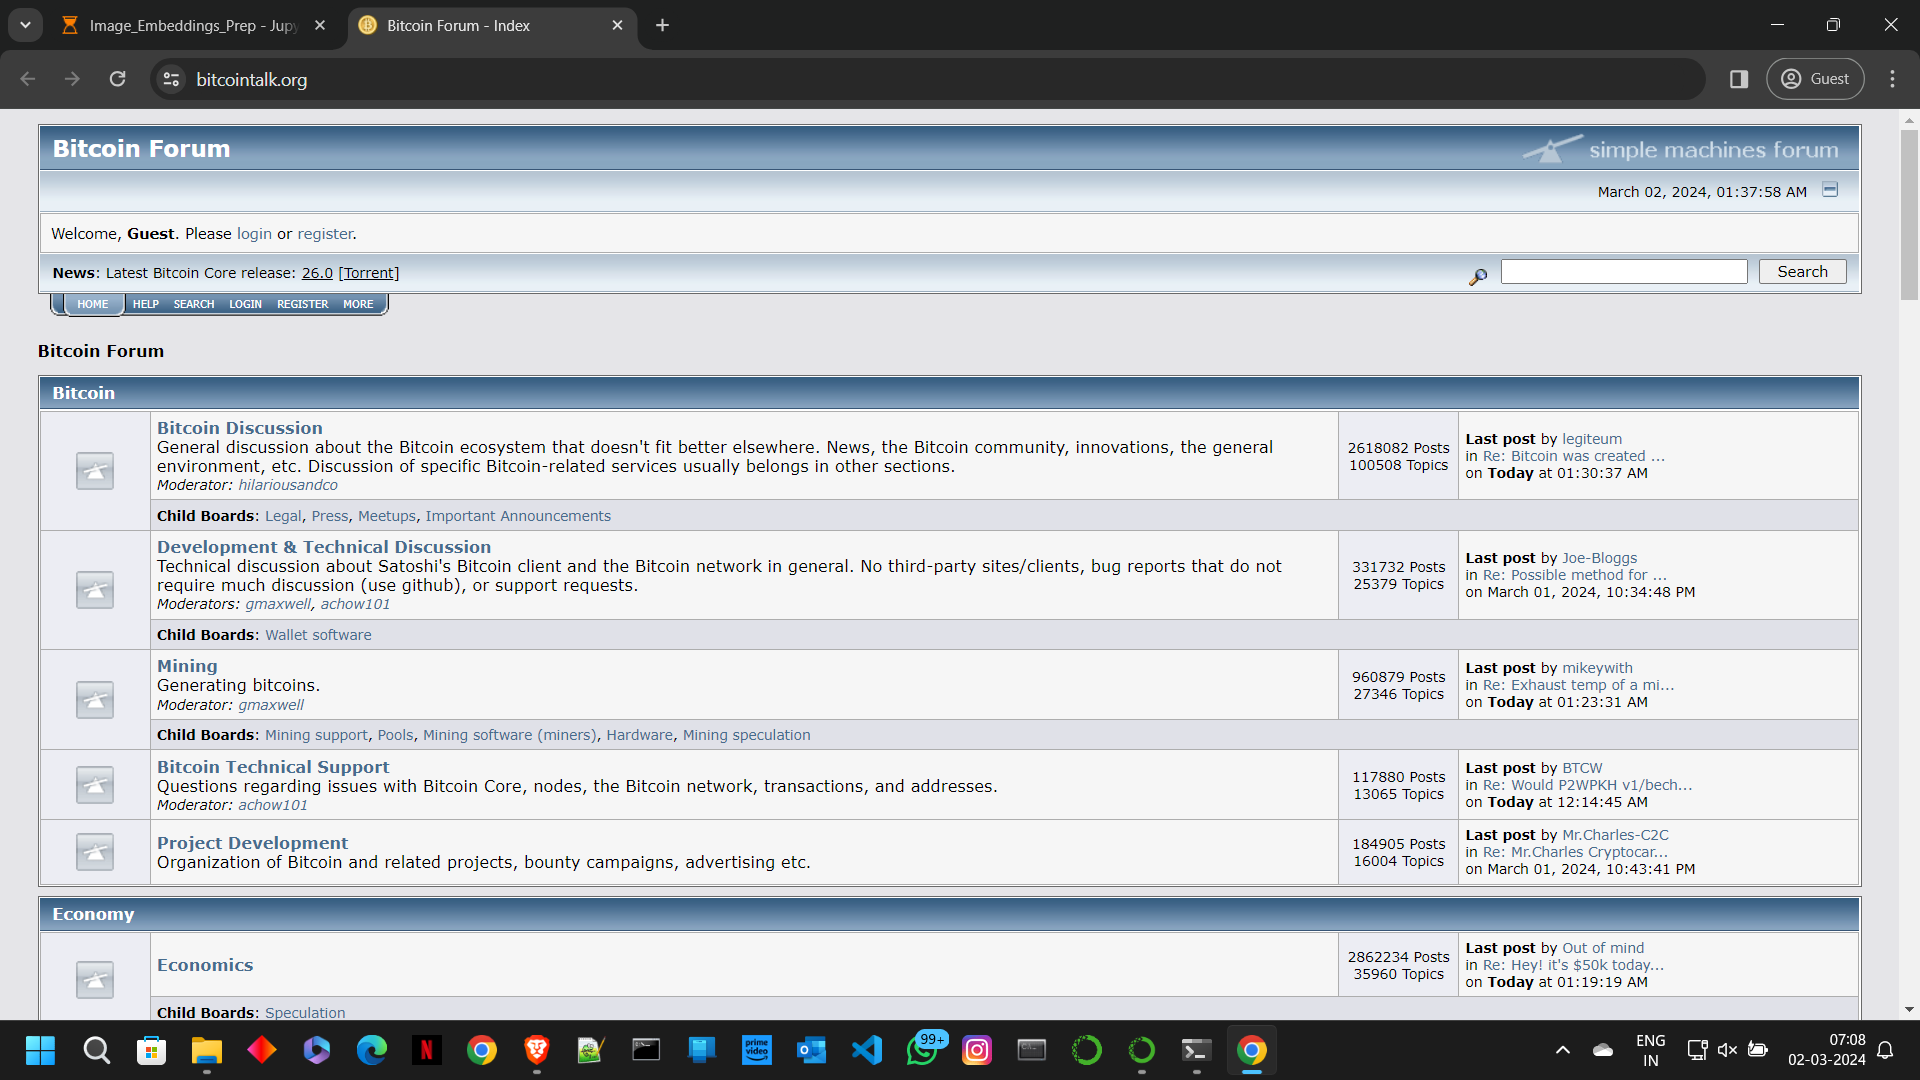 Image_Embeddings_Prep - Jupy
Bitcoin Forum - Index
bitcointalk.org
Guest
Bitcoin Forum
simple machines forum
March 02, 2024, 01:37:58 AM
Welcome, Guest. Please login or register.
News: Latest Bitcoin Core release: 26.0 [Torrent]
Search
HOME HELP SEARCH LOGIN REGISTER MORE
Bitcoin Forum
Bitcoin
Bitcoin Discussion
General discussion about the Bitcoin ecosystem that doesn't fit better elsewhere. News, the Bitcoin community, innovations, the general
environment, etc. Discussion of specific Bitcoin-related services usually belongs in other sections.
Moderator: hilariousandco
2618082 Posts
100508 Topics
Last post by legiteum
in Re: Bitcoin was created ...
on Today at 01:30:37 AM
Child Boards: Legal, Press, Meetups, Important Announcements
Development & Technical Discussion
Technical discussion about Satoshi's Bitcoin client and the Bitcoin network in general. No third-party sites/clients, bug reports that do not
require much discussion (use github), or support requests.
Moderators: gmaxwell, achow101
331732 Posts
25379 Topics
Last post by Joe-Bloggs
in Re: Possible method for ...
on March 01, 2024, 10:34:48 PM
Child Boards: Wallet software
Mining
Generating bitcoins.
Moderator: gmaxwell
960879 Posts
27346 Topics
Last post by mikeywith
in Re: Exhaust temp of a mi...
on Today at 01:23:31 AM
Child Boards: Mining support, Pools, Mining software (miners), Hardware, Mining speculation
Bitcoin Technical Support
Questions regarding issues with Bitcoin Core, nodes, the Bitcoin network, transactions, and addresses.
Moderator: achow101
117880 Posts
13065 Topics
Last post by BTCW
in Re: Would P2WPKH v1/bech...
on Today at 12:14:45 AM
Project Development
Organization of Bitcoin and related projects, bounty campaigns, advertising etc.
184905 Posts
16004 Topics
Last post by Mr.Charles-C2C
in Re: Mr.Charles Cryptocar...
on March 01, 2024, 10:43:41 PM
Economy
Economics
2862234 Posts
35960 Topics
Last post by Out of mind
in Re: Hey! it's $50k today...
on Today at 01:19:19 AM
Child Boards: Speculation
prime
video
99+
ENG
IN
07:08
02-03-2024